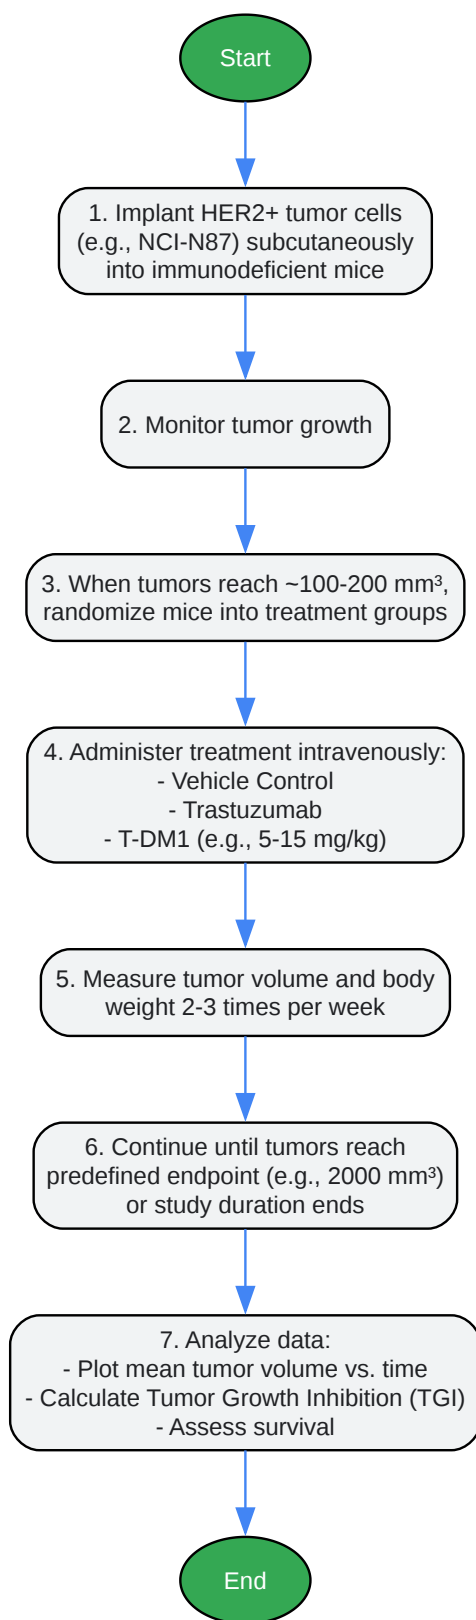 Start
1. Implant HER2+ tumor cells
(e.g., NCI-N87) subcutaneously
into immunodeficient mice
2. Monitor tumor growth
3. When tumors reach ~100-200 mm³,
randomize mice into treatment groups
4. Administer treatment intravenously:
- Vehicle Control
- Trastuzumab
- T-DM1 (e.g., 5-15 mg/kg)
5. Measure tumor volume and body
weight 2-3 times per week
6. Continue until tumors reach
predefined endpoint (e.g., 2000 mm³)
or study duration ends
7. Analyze data:
- Plot mean tumor volume vs. time
- Calculate Tumor Growth Inhibition (TGI)
- Assess survival
End